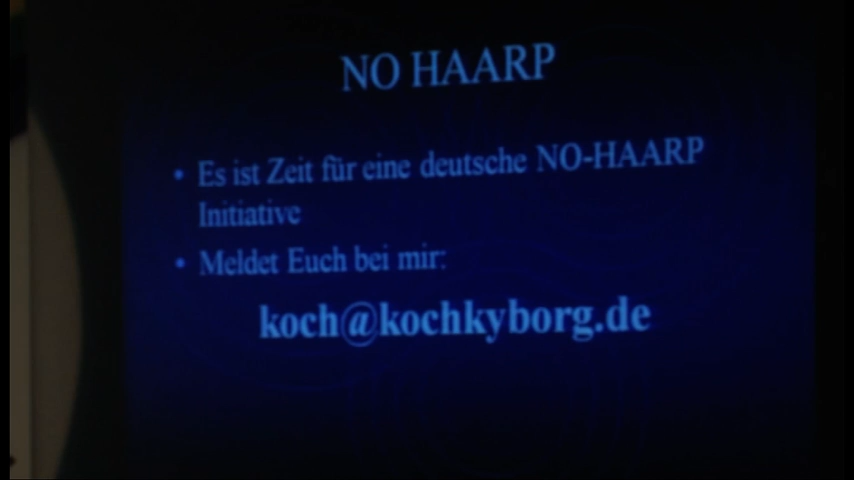 NO HAARP
• Es ist Zeit für eine deutsche NO-HAARP
Initiative
• Meldet Euch bei mir:
koch@kochkyborg.de